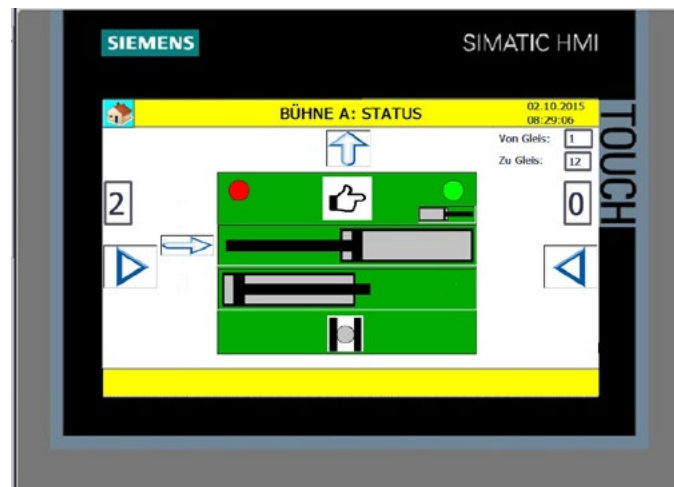 SIEMENS
SIMATIC HMI
BÜHNE A: STATUS
02.10.2015
08:29:06
TOUCH
Von Gleis: 1
Zu Gleis: 12
2
0